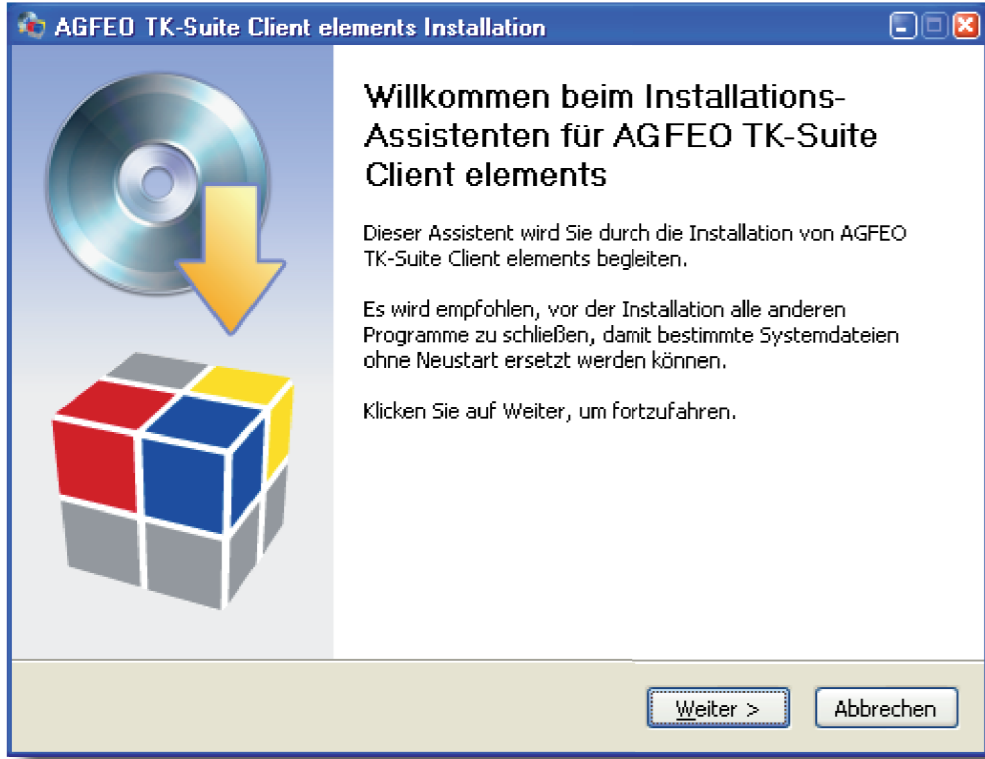 AGFEO TK-Suite Client elements Installation
Willkommen beim Installations-
Assistenten für AGFEO TK-Suite
Client elements
Dieser Assistent wird Sie durch die Installation von AGFEO
TK-Suite Client elements begleiten.
Es wird empfohlen, vor der Installation alle anderen
Programme zu schließen, damit bestimmte Systemdateien
ohne Neustart ersetzt werden können.
Klicken Sie auf Weiter, um fortzufahren.
Weiter >
Abbrechen